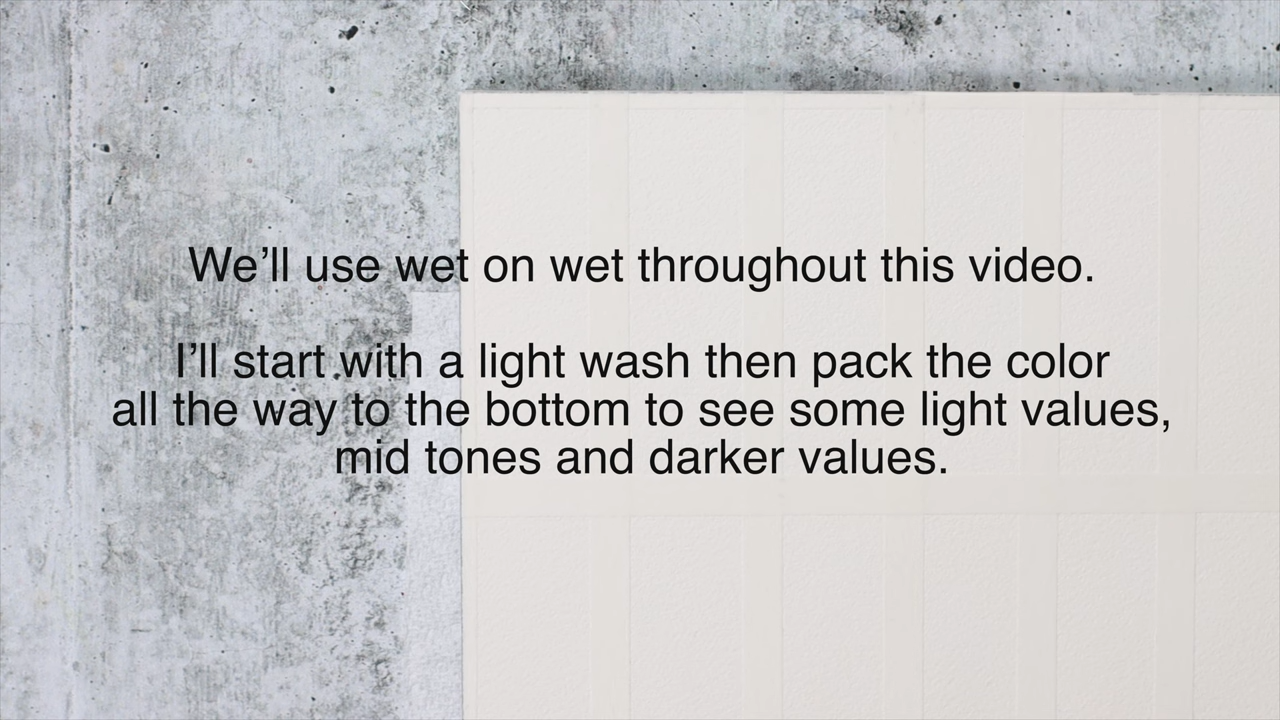 We’ll use wet on wet throughout this video.
I’ll start with a light wash then pack the color
all the way to the bottom to see some light values,
mid tones and darker values.